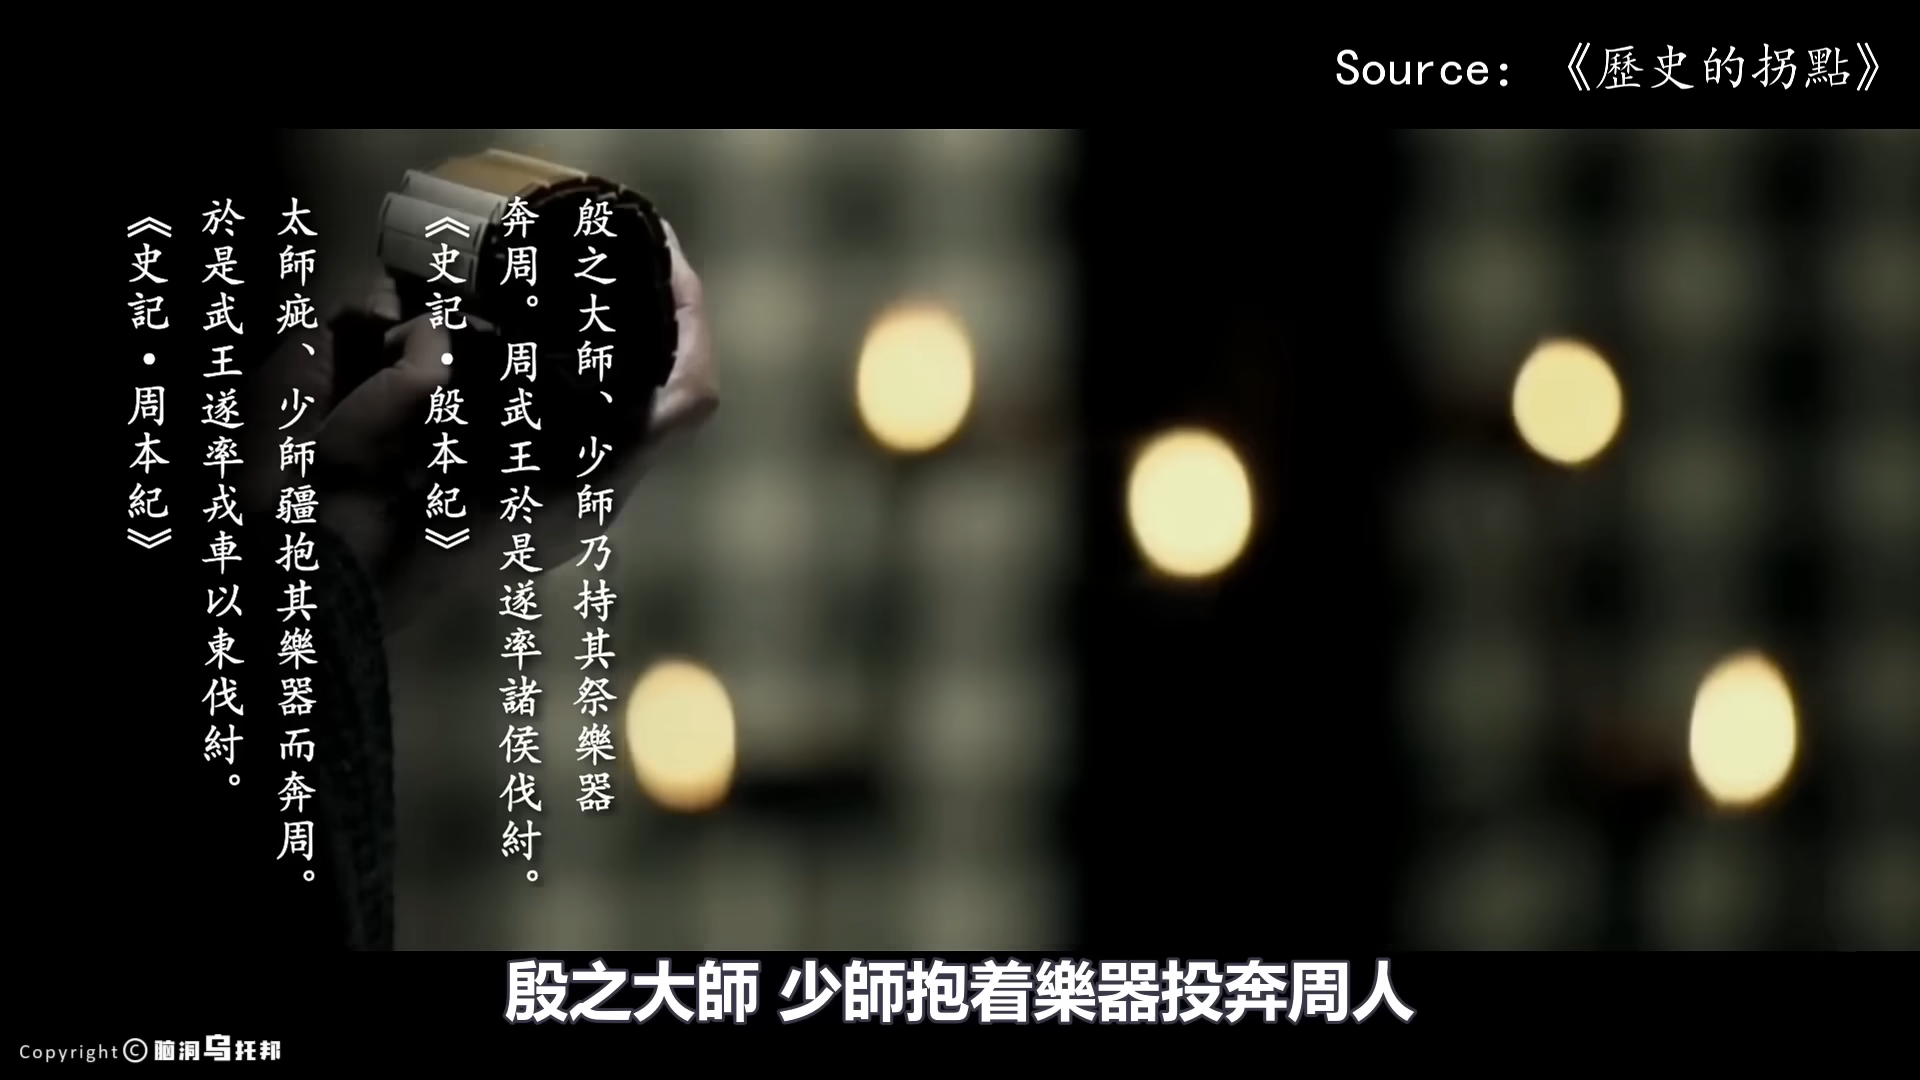 Source: 《歷史的拐點》
殷之大師、少師乃持其祭樂器
奔周。周武王於是遂率諸侯伐紂。
《史記·殷本紀》
太師疵、少師疆抱其樂器而奔周。
於是武王遂率戎車以東伐紂。
《史記·周本紀》
殷之大師 少師抱着樂器投奔周人
Copyright © 脑洞乌托邦